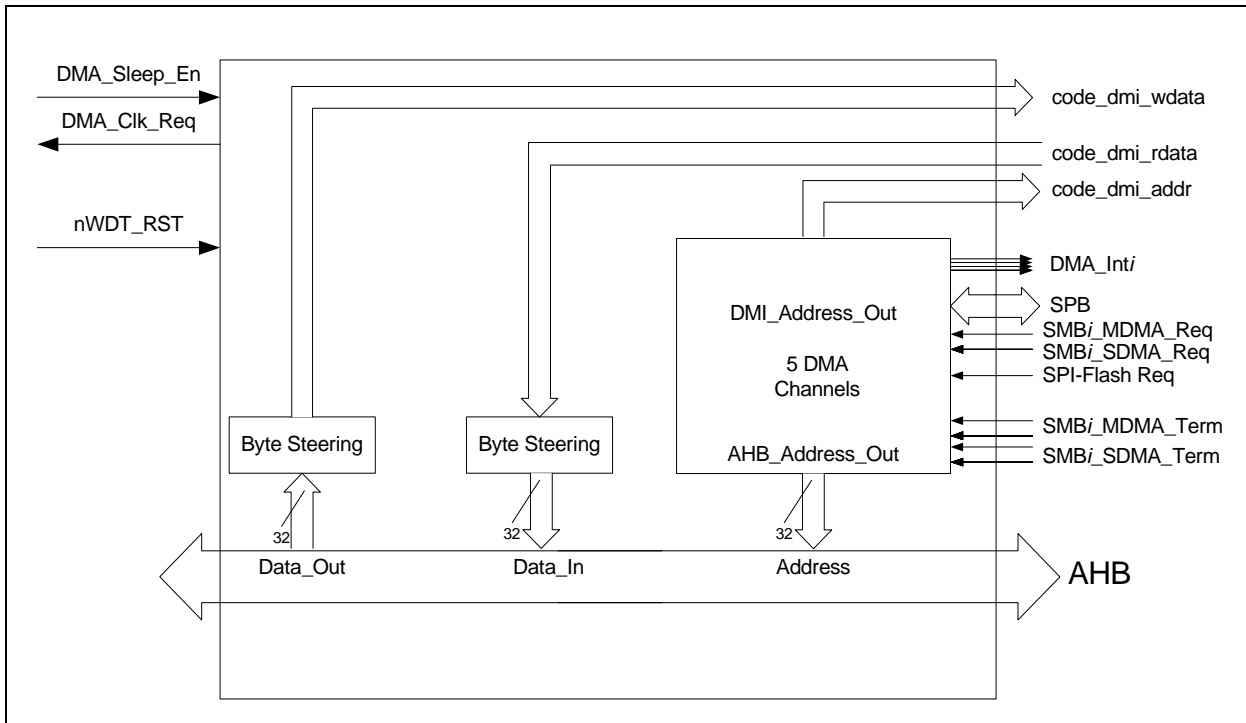 DMA_Sleep_En
DMA_Clk_Req
nWDT_RST
code_dmi_wdata
code_dmi_rdata
code_dmi_addr
DMA_Inti
SPB
SMBi_MDMA_Req
SMBi_SDMA_Req
SPI-Flash Req
SMBi_MDMA_Term
SMBi_SDMA_Term
DMI_Address_Out
5 DMA
Channels
AHB_Address_Out
Byte Steering
Byte Steering
32
32
32
Data_Out
Data_In
Address
AHB